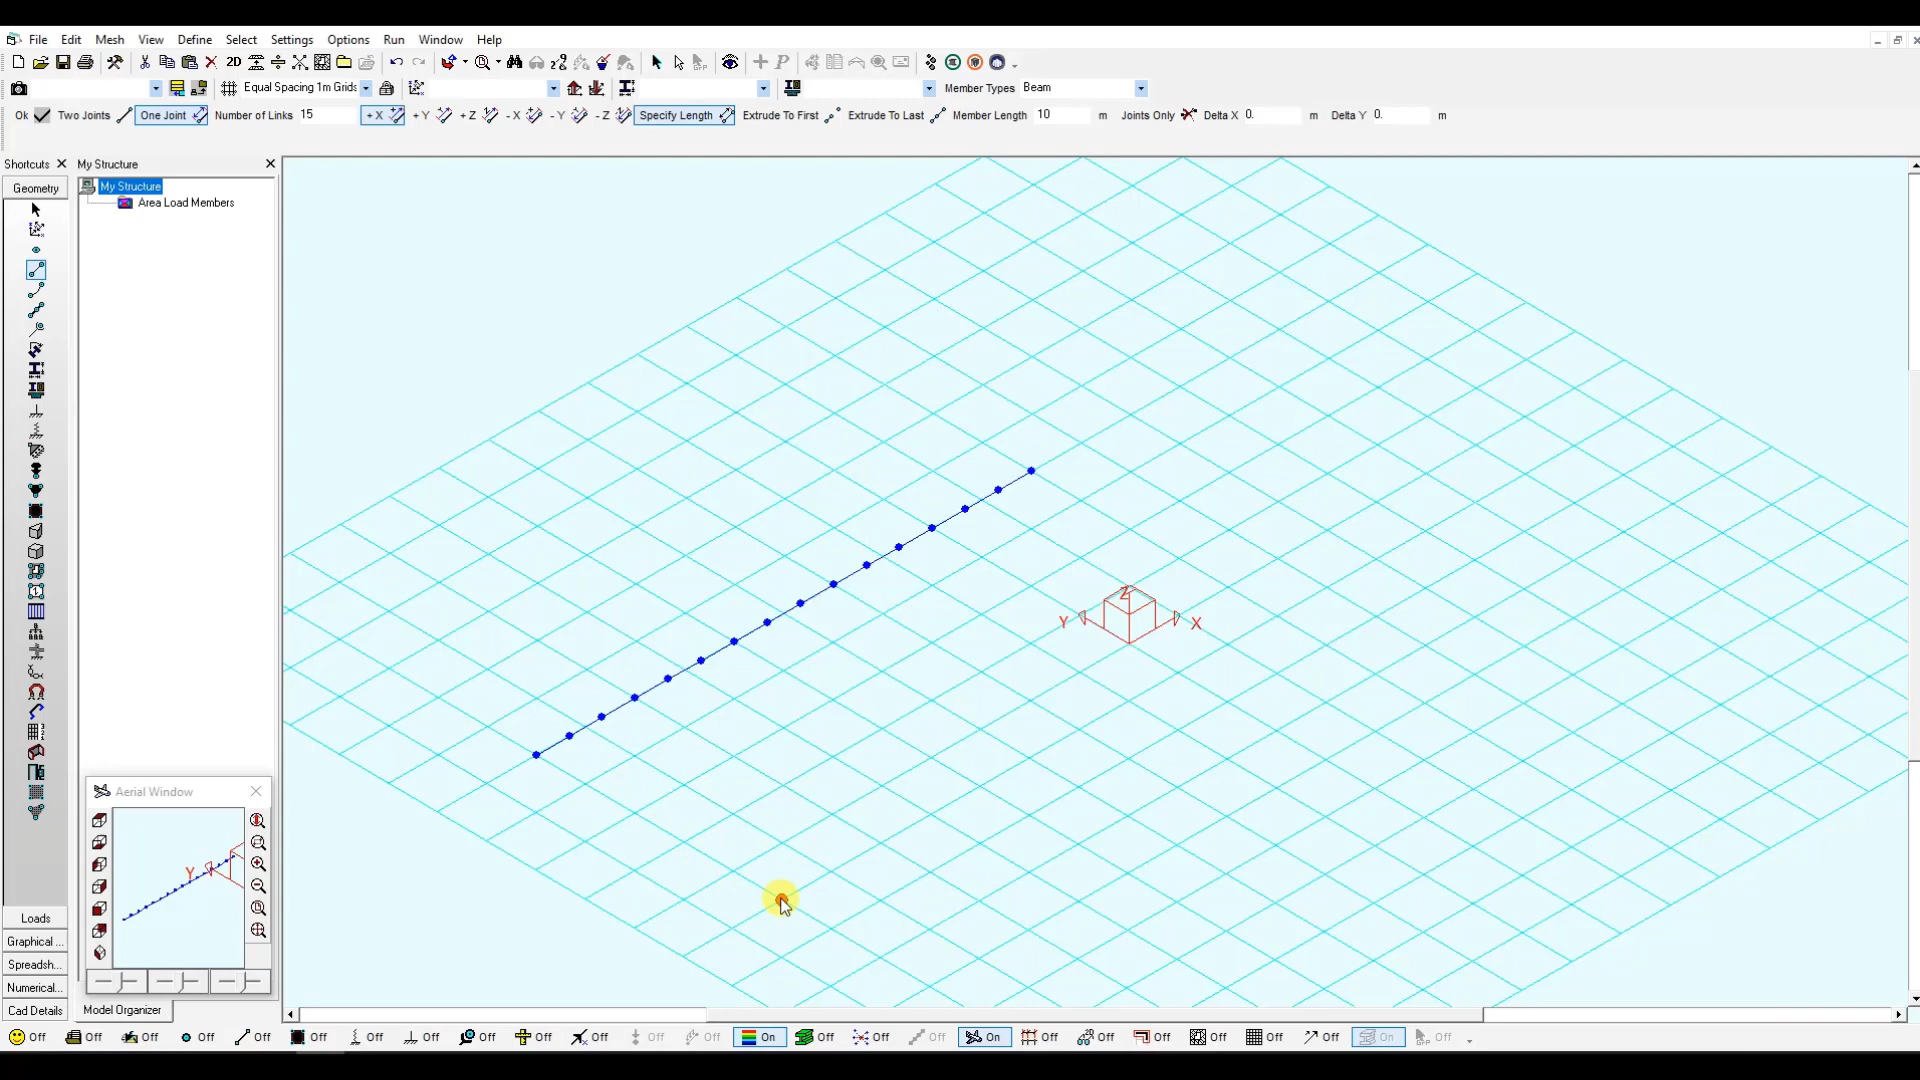 File Edit Mesh View Define Select Settings Options Run Window Help
2D
Equal Spacing 1m Grids Member Types Beam
Ok Two Joints One Joint Number of Links 15 + X + Y + Z - X - Y - Z Specify Length Extrude To First Extrude To Last Member Length 10 m Joints Only Delta X 0. m Delta Y 0. m
Shortcuts My Structure
Geometry My Structure
Area Load Members
Z
Y X
Aerial Window
Y
Loads
Graphical ...
Spreadsh...
Numerical...
Cad Details Model Organizer
Off Off Off Off Off Off Off Off Off Off Off Off Off On Off Off Off On Off Off Off Off Off Off On Off